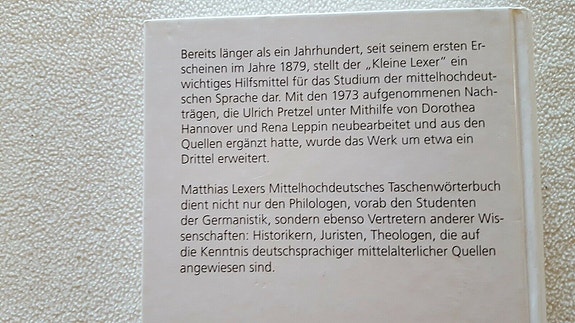 Bereits länger als ein Jahrhundert, seit seinem ersten Er-
scheinen im Jahre 1879, stellt der „Kleine Lexer“ ein
wichtiges Hilfsmittel für das Studium der mittelhochdeut-
schen Sprache dar. Mit den 1973 aufgenommenen Nach-
trägen, die Ulrich Pretzel unter Mithilfe von Dorothea
Hannover und Rena Leppin neubearbeitet und aus den
Quellen ergänzt hatte, wurde das Werk um etwa ein
Drittel erweitert.
Matthias Lexers Mittelhochdeutsches Taschenwörterbuch
dient nicht nur den Philologen, vorab den Studenten
der Germanistik, sondern ebenso Vertretern anderer Wis-
senschaften: Historikern, Juristen, Theologen, die auf
die Kenntnis deutschsprachiger mittelalterlicher Quellen
angewiesen sind.